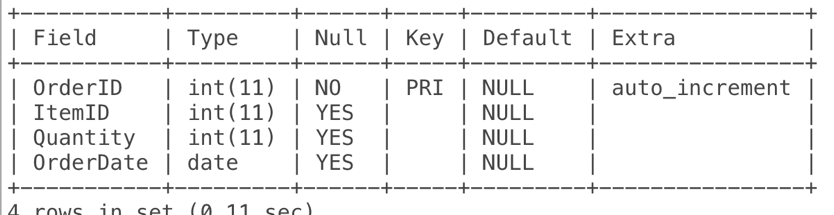 +-----------+---------+------+-----+---------+----------------+
| Field     | Type    | Null | Key | Default | Extra          |
+-----------+---------+------+-----+---------+----------------+
| OrderID   | int(11) | NO   | PRI | NULL    | auto_increment |
| ItemID    | int(11) | YES  |     | NULL    |                |
| Quantity  | int(11) | YES  |     | NULL    |                |
| OrderDate | date    | YES  |     | NULL    |                |
+-----------+---------+------+-----+---------+----------------+
4 rows in set (0.11 sec)